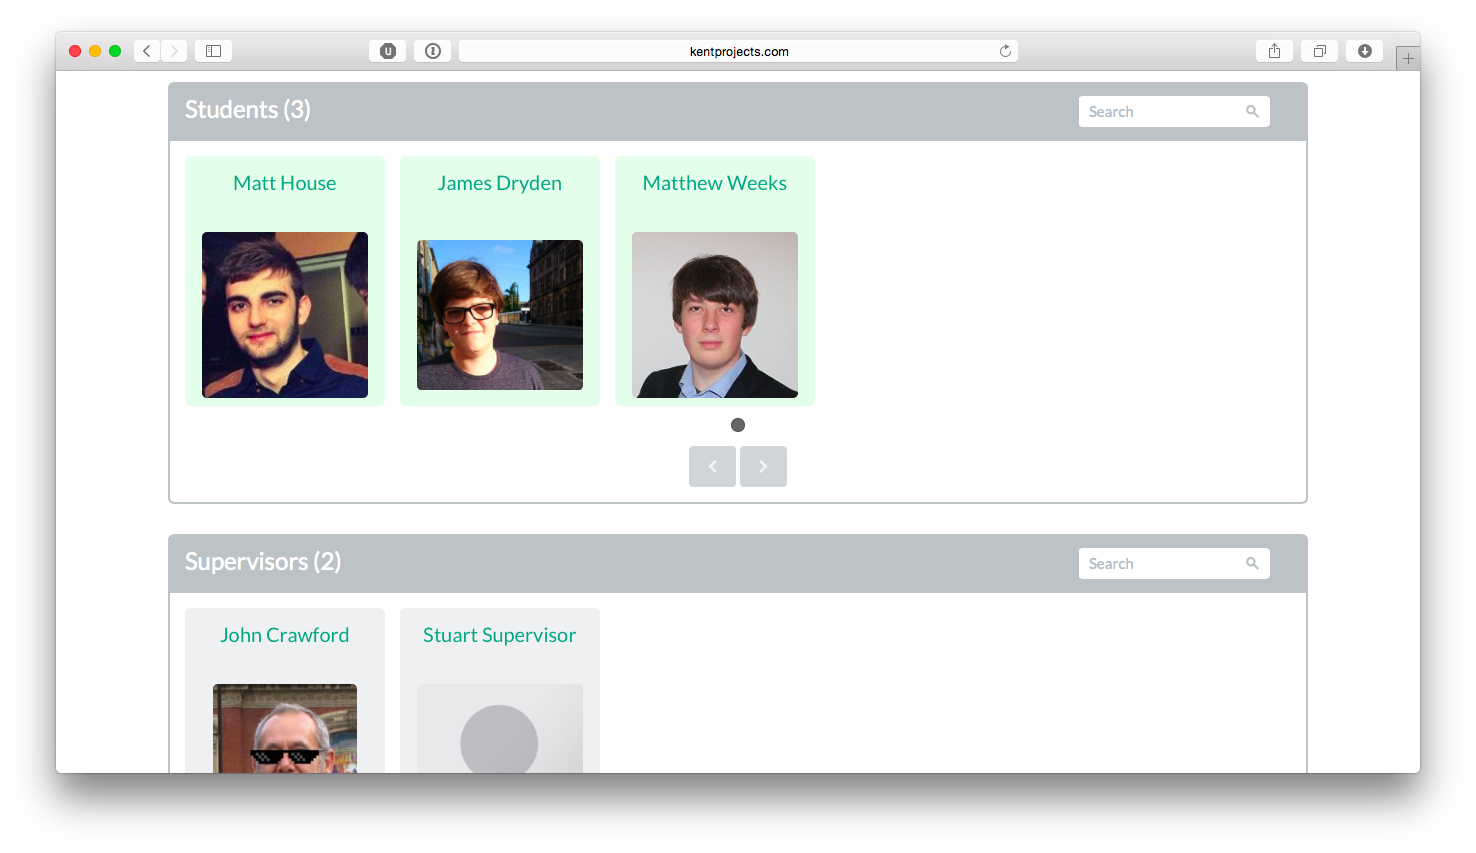 kentprojects.com
Students (3)
Search
Matt House
James Dryden
Matthew Weeks
Supervisors (2)
Search
John Crawford
Stuart Supervisor